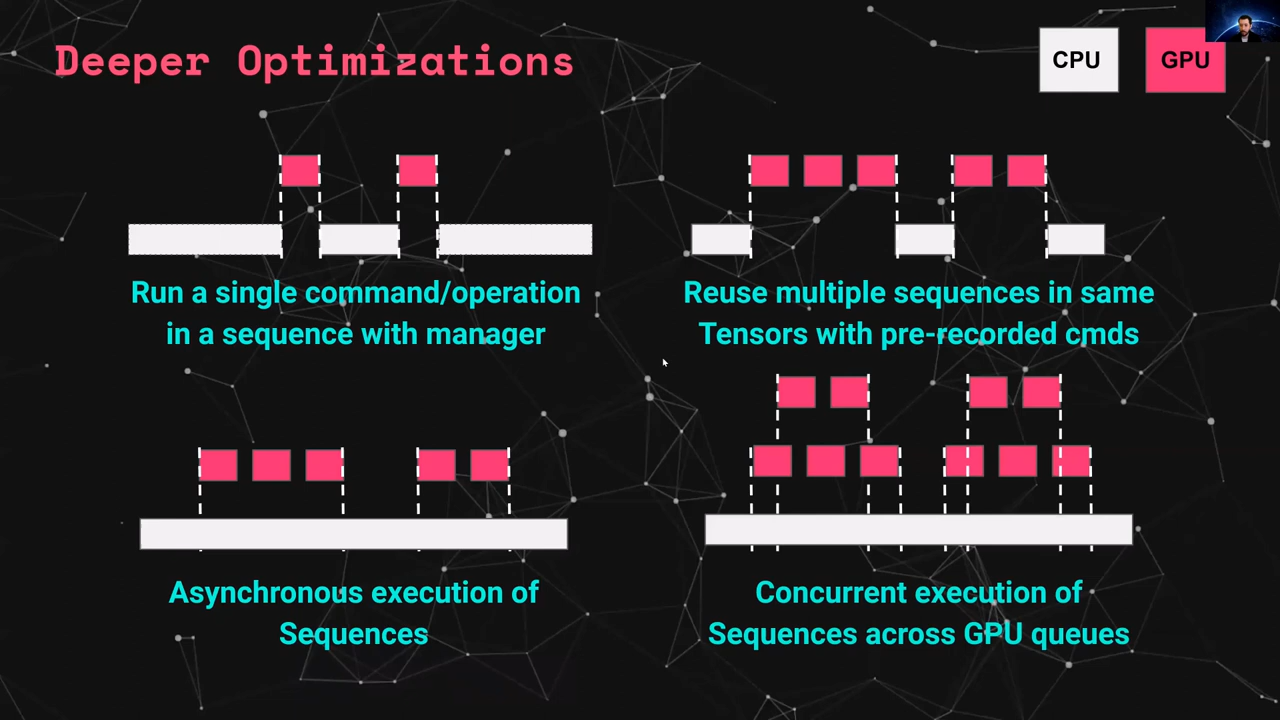 Deeper Optimizations
CPU
GPU
Run a single command/operation
in a sequence with manager
Reuse multiple sequences in same
Tensors with pre-recorded cmds
Asynchronous execution of
Sequences
Concurrent execution of
Sequences across GPU queues